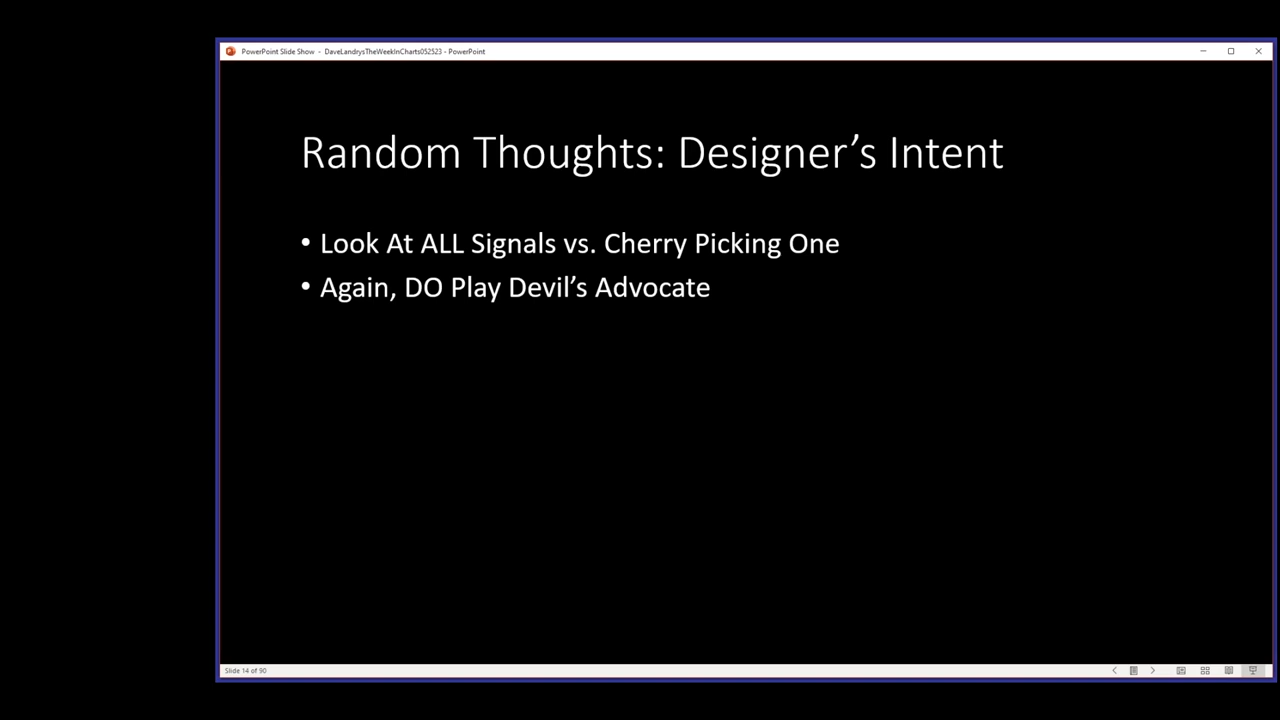 PowerPoint Slide Show - DaveLandrysTheWeekInCharts052523 - PowerPoint
Random Thoughts: Designer’s Intent
• Look At ALL Signals vs. Cherry Picking One
• Again, DO Play Devil’s Advocate
Slide 14 of 90